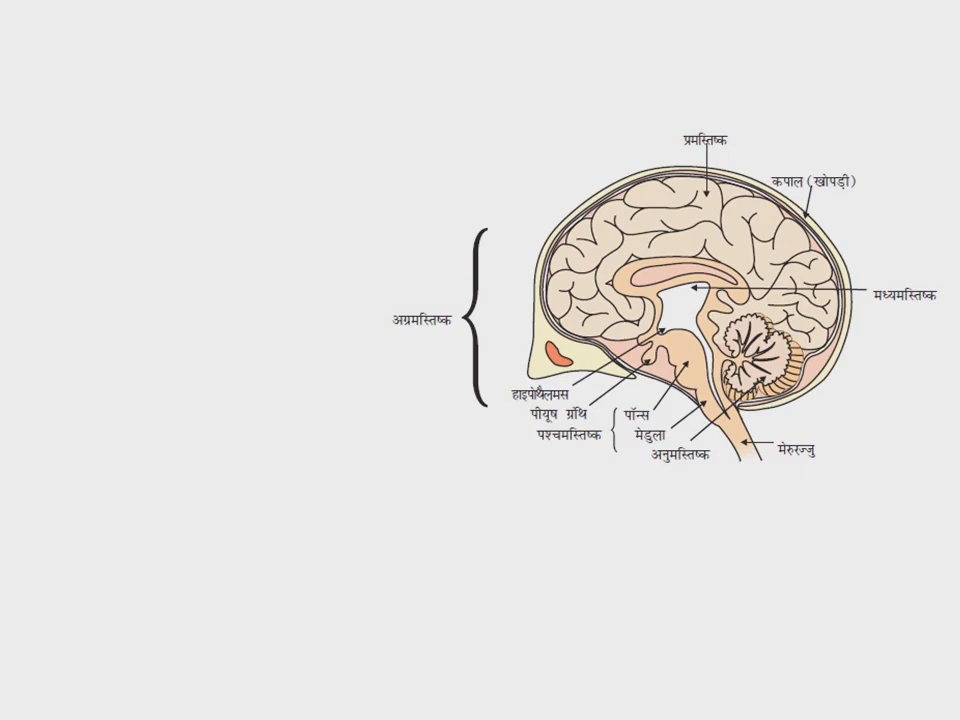 प्रमस्तिष्क
कपाल (खोपड़ी)
मध्यमस्तिष्क
अग्रमस्तिष्क
हाइपोथैलमस
पीयूष ग्रंथि
पॉन्स
पश्चमस्तिष्क
मेडुला
अनुमस्तिष्क
मेरुरज्जु